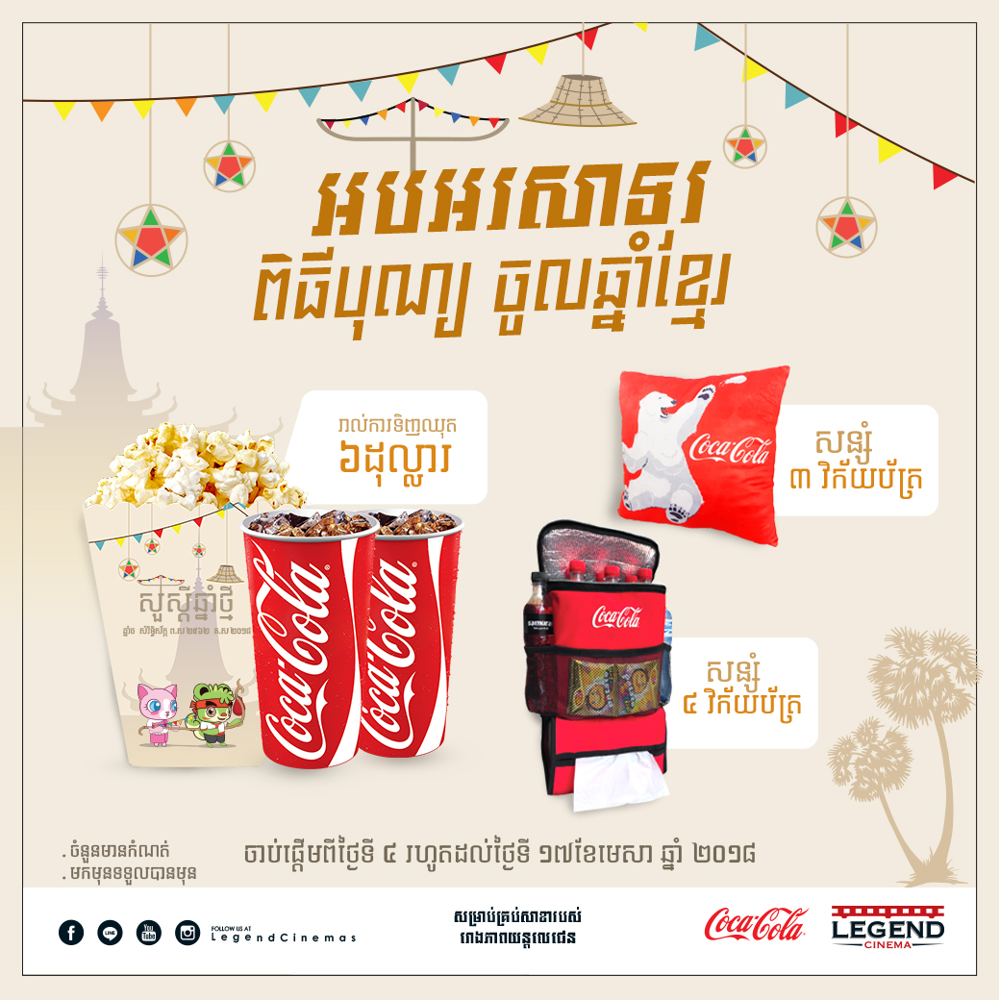 អបអរសាទរ
ពិធីបុណ្យ ចូលឆ្នាំខ្មែរ
រាល់ការទិញឈុត
៦ដុល្លារ
Coca-Cola
សន្សំ
៣ វិក័យប័ត្រ
សួស្តីឆ្នាំថ្មី
ឆ្នាំច សំរឹទ្ធិស័ក្ត ព.ស ២៥៦២ គ.ស ២០១៨
Coca-Cola
Coca-Cola
Coca-Cola
សន្សំ
៤ វិក័យប័ត្រ
. ចំនួនមានកំណត់
. មកមុនទទួលបានមុន
ចាប់ផ្តើមពីថ្ងៃទី ៤ រហូតដល់ថ្ងៃទី ១៧ខែមេសា ឆ្នាំ ២០១៨
LINE
You Tube
FOLLOW US AT
LegendCinemas
សម្រាប់គ្រប់សាខារបស់
រោងភាពយន្តលេជេន
Coca-Cola
LEGEND
CINEMA